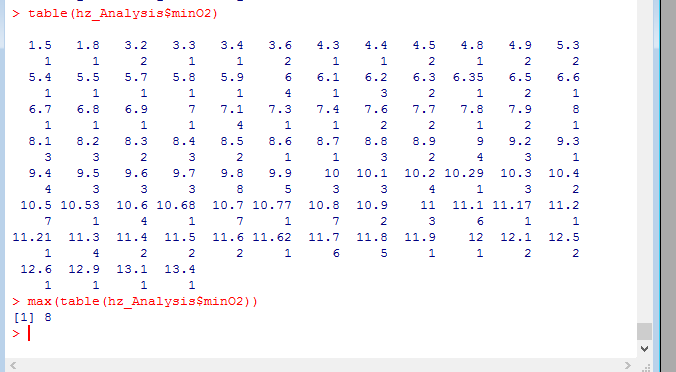 > table(hz_Analysis$minO2)
1.5 1.8 3.2 3.3 3.4 3.6 4.3 4.4 4.5 4.8 4.9 5.3
1 1 2 1 1 2 1 1 2 1 2 2
5.4 5.5 5.7 5.8 5.9 6 6.1 6.2 6.3 6.35 6.5 6.6
1 1 1 1 1 4 1 3 2 1 2 1
6.7 6.8 6.9 7 7.1 7.3 7.4 7.6 7.7 7.8 7.9 8
1 1 1 1 4 1 1 2 2 1 2 1
8.1 8.2 8.3 8.4 8.5 8.6 8.7 8.8 8.9 9 9.2 9.3
3 3 2 3 2 1 1 3 2 4 3 1
9.4 9.5 9.6 9.7 9.8 9.9 10 10.1 10.2 10.29 10.3 10.4
4 3 3 3 8 5 3 3 4 1 3 2
10.5 10.53 10.6 10.68 10.7 10.77 10.8 10.9 11 11.1 11.17 11.2
7 1 4 1 7 1 7 2 3 6 1 1
11.21 11.3 11.4 11.5 11.6 11.62 11.7 11.8 11.9 12 12.1 12.5
1 4 2 2 2 1 6 5 1 1 2 2
12.6 12.9 13.1 13.4
1 1 1 1
> max(table(hz_Analysis$minO2))
[1] 8
>